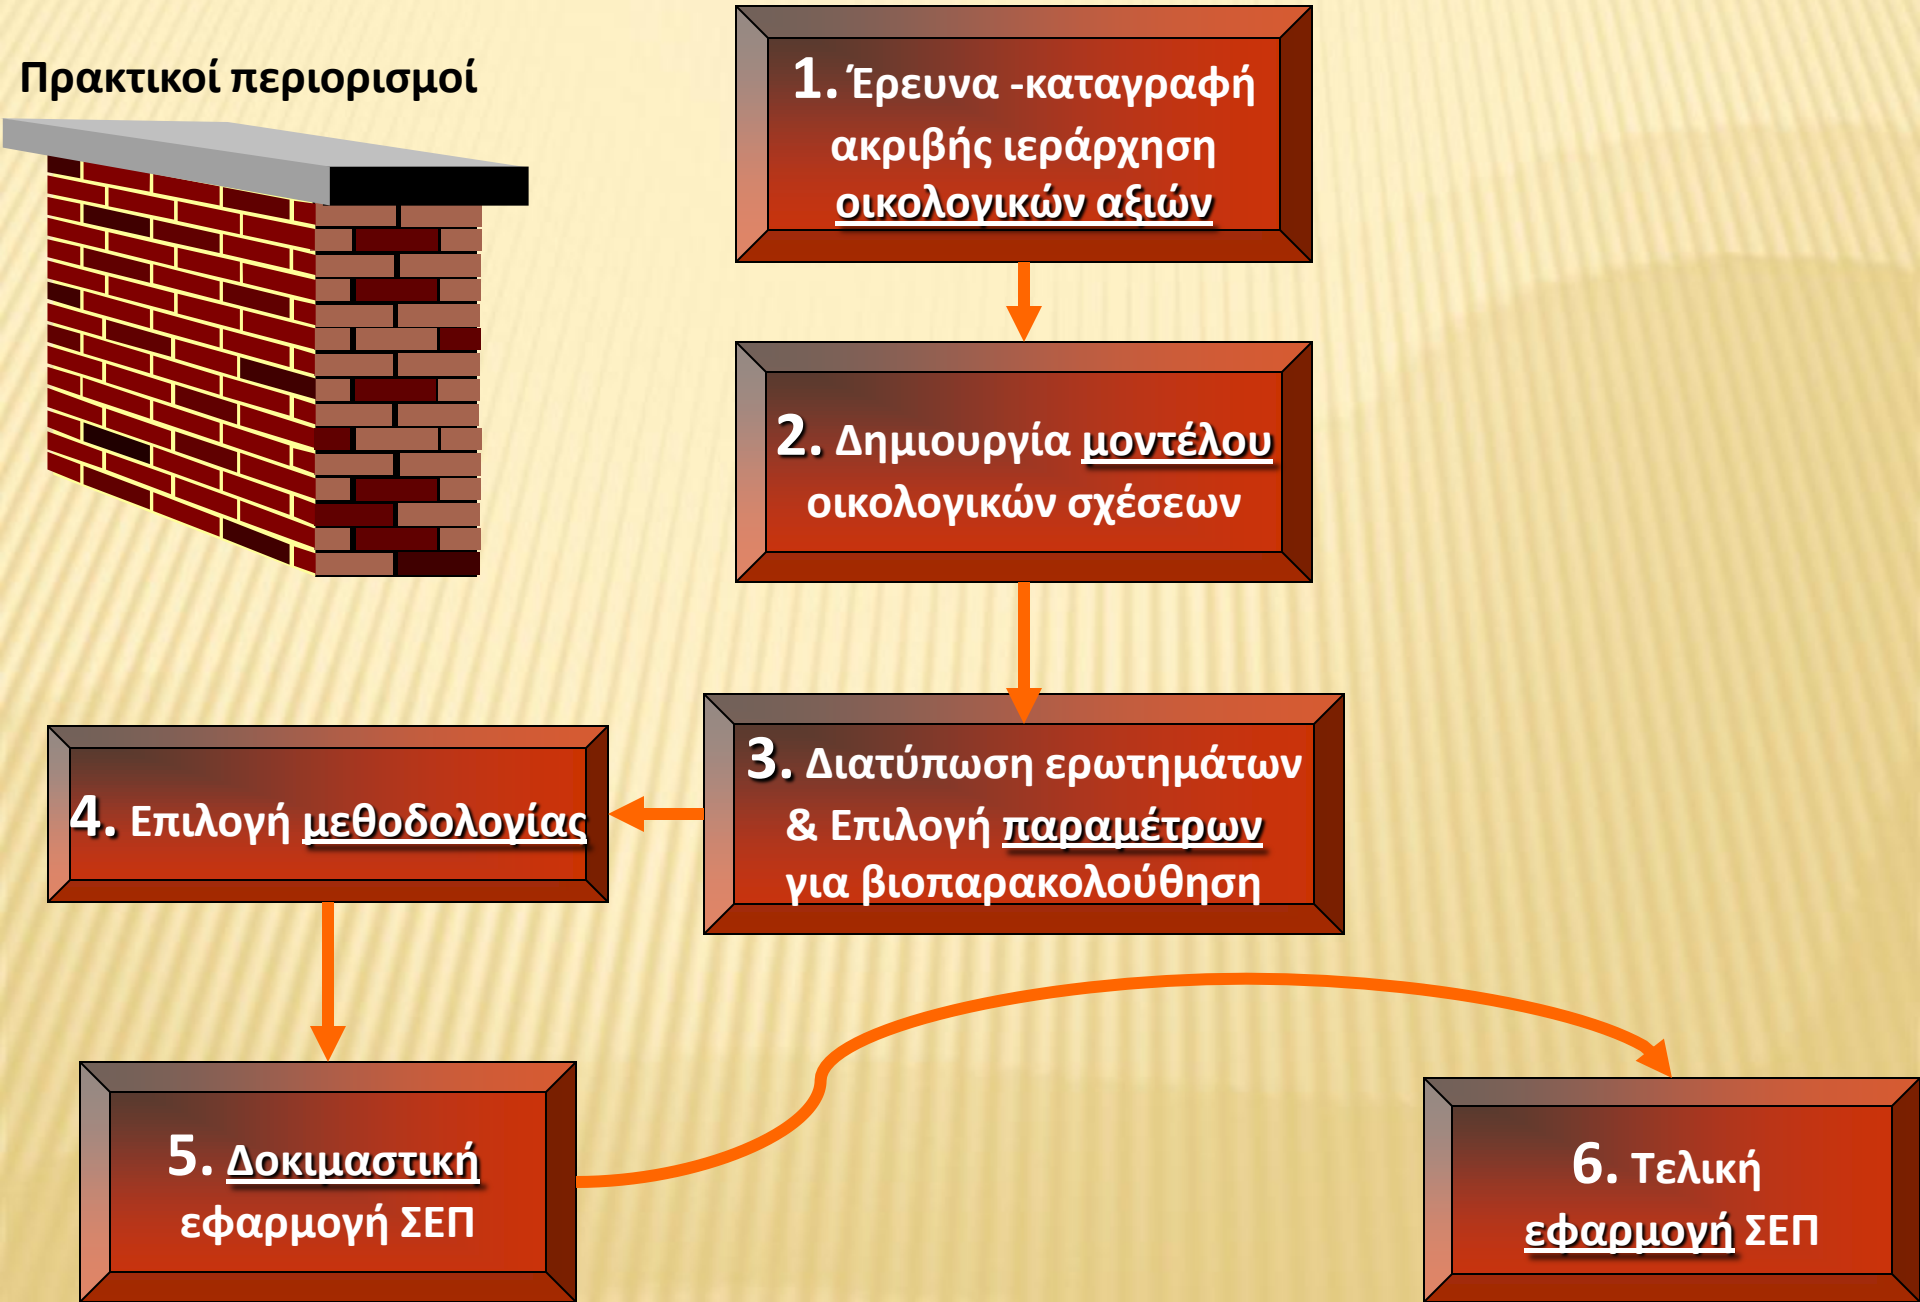 Πρακτικοί περιορισμοί
1. Έρευνα -καταγραφή
ακριβής ιεράρχηση
οικολογικών αξιών
2. Δημιουργία μοντέλου
οικολογικών σχέσεων
3. Διατύπωση ερωτημάτων
& Επιλογή παραμέτρων
για βιοπαρακολούθηση
4. Επιλογή μεθοδολογίας
5. Δοκιμαστική
εφαρμογή ΣΕΠ
6. Τελική
εφαρμογή ΣΕΠ